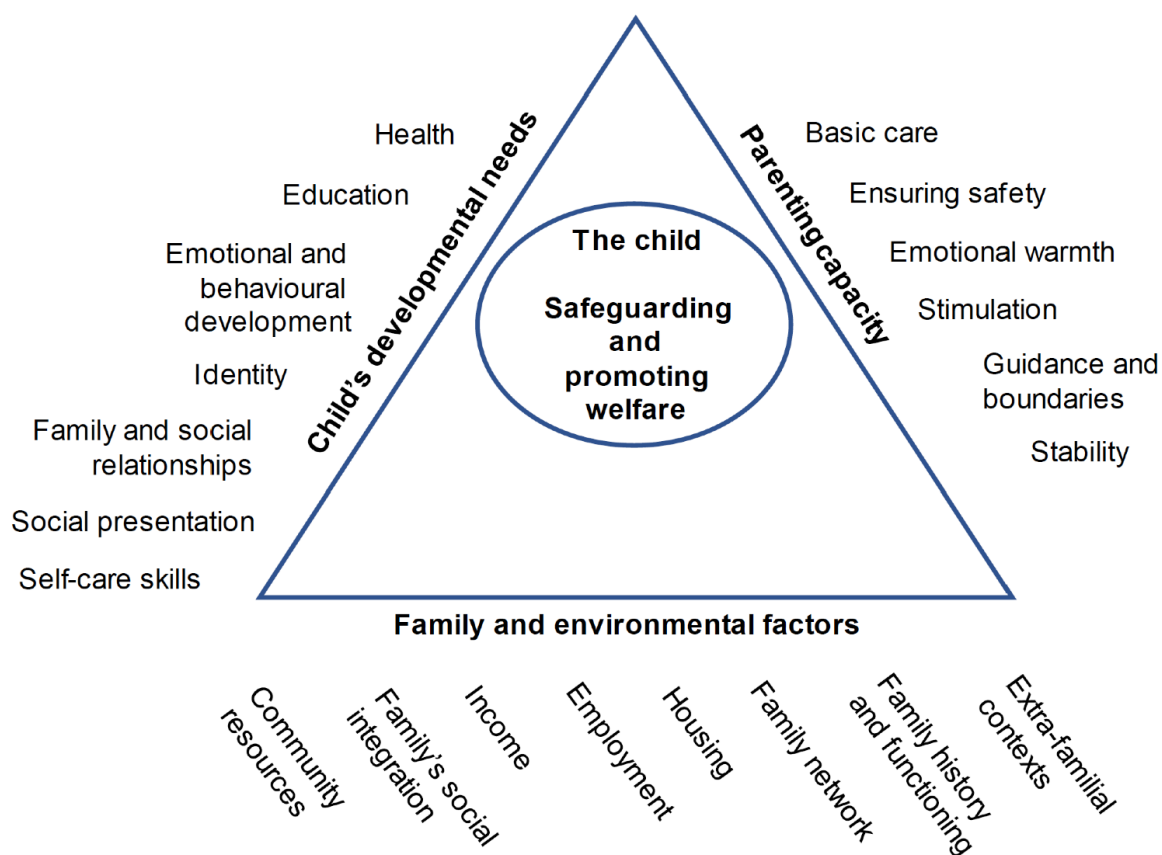 Health
Education
Emotional and
behavioural
development
Identity
Family and social
relationships
Social presentation
Self-care skills
Child's developmental needs
The child
Safeguarding
and
promoting
welfare
Parenting capacity
Basic care
Ensuring safety
Emotional warmth
Stimulation
Guidance and
boundaries
Stability
Family and environmental factors
Community
resources
Family's social
integration
Income
Employment
Housing
Family network
Family history
and functioning
Extra-familial
contexts